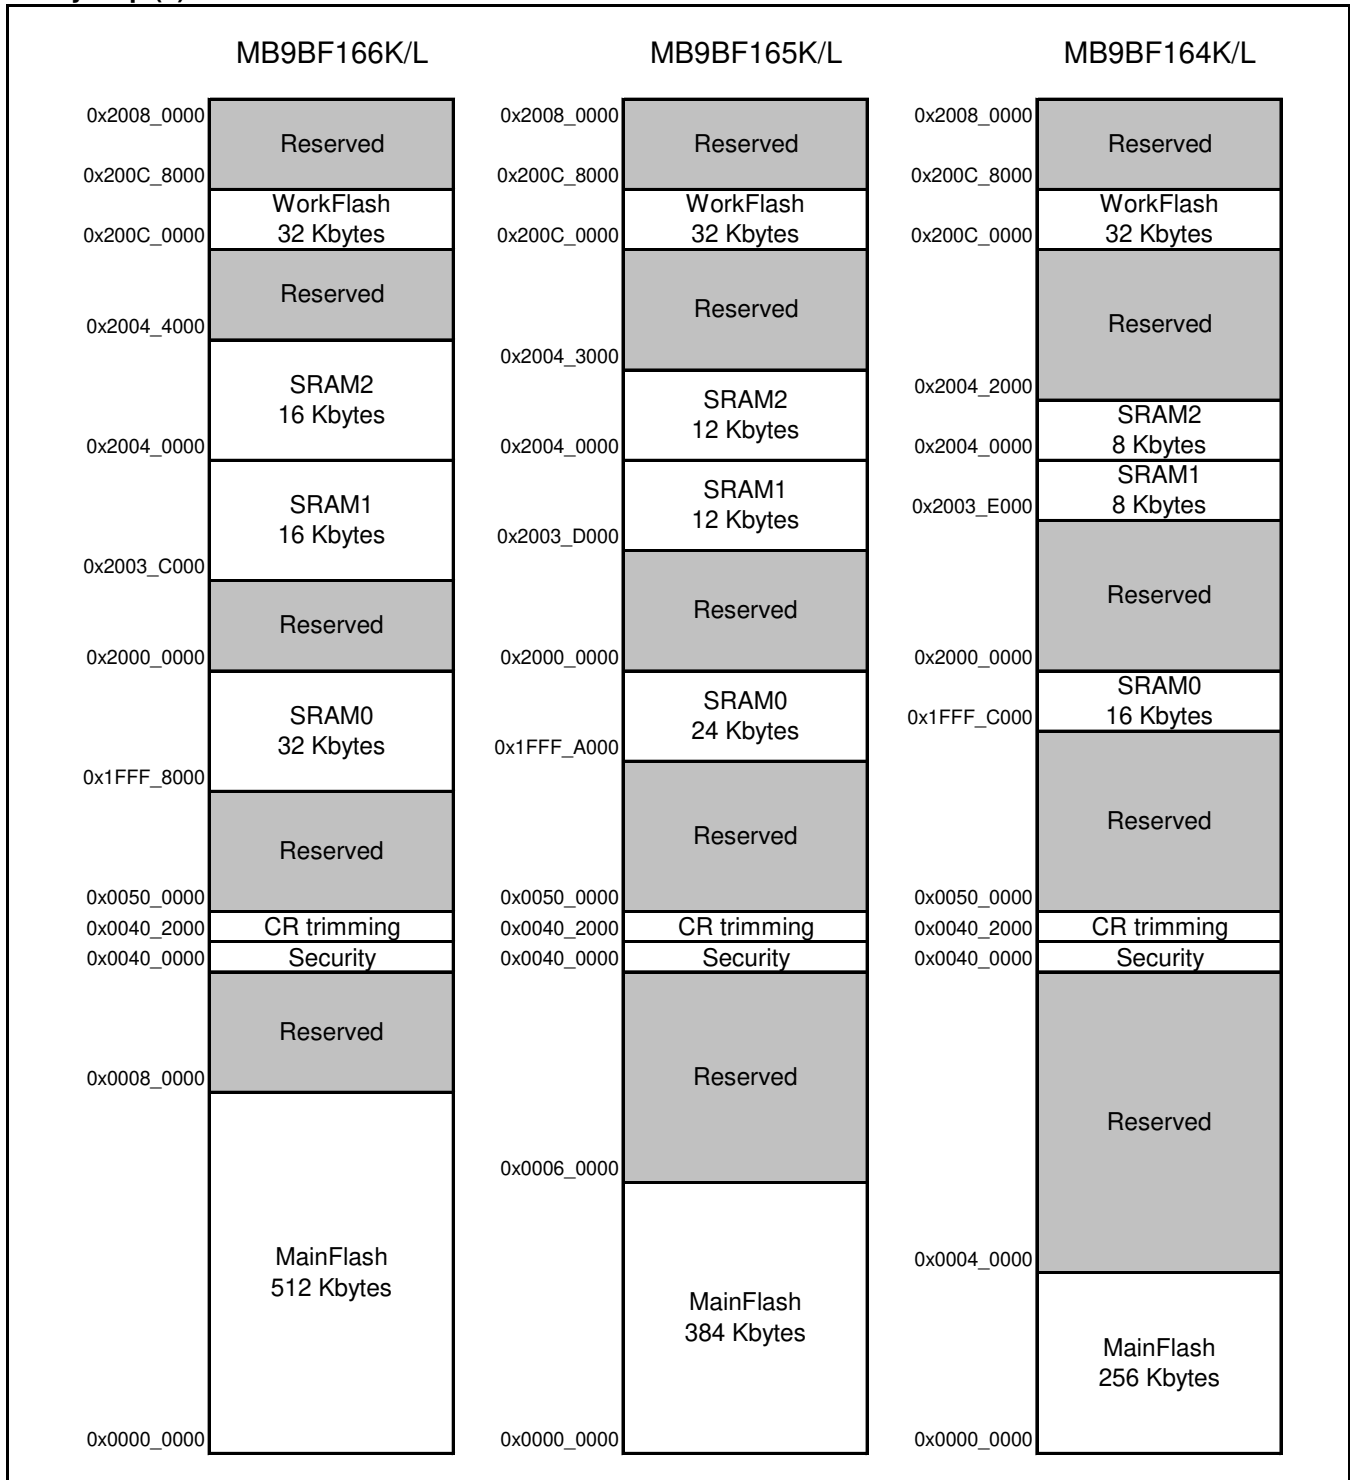 MB9BF166K/L
0x2008_0000
Reserved
0x200C_8000
WorkFlash
32 Kbytes
0x200C_0000
Reserved
0x2004_4000
SRAM2
16 Kbytes
0x2004_0000
SRAM1
16 Kbytes
0x2003_C000
Reserved
0x2000_0000
SRAM0
32 Kbytes
0x1FFF_8000
Reserved
0x0050_0000
CR trimming
0x0040_2000
Security
0x0040_0000
Reserved
0x0008_0000
MainFlash
512 Kbytes
0x0000_0000
MB9BF165K/L
0x2008_0000
Reserved
0x200C_8000
WorkFlash
32 Kbytes
0x200C_0000
Reserved
0x2004_3000
SRAM2
12 Kbytes
0x2004_0000
SRAM1
12 Kbytes
0x2003_D000
Reserved
0x2000_0000
SRAM0
24 Kbytes
0x1FFF_A000
Reserved
0x0050_0000
CR trimming
0x0040_2000
Security
0x0040_0000
Reserved
0x0006_0000
MainFlash
384 Kbytes
0x0000_0000
MB9BF164K/L
0x2008_0000
Reserved
0x200C_8000
WorkFlash
32 Kbytes
0x200C_0000
Reserved
0x2004_2000
SRAM2
8 Kbytes
0x2004_0000
SRAM1
8 Kbytes
0x2003_E000
Reserved
0x2000_0000
SRAM0
16 Kbytes
0x1FFF_C000
Reserved
0x0050_0000
CR trimming
0x0040_2000
Security
0x0040_0000
Reserved
0x0004_0000
MainFlash
256 Kbytes
0x0000_0000